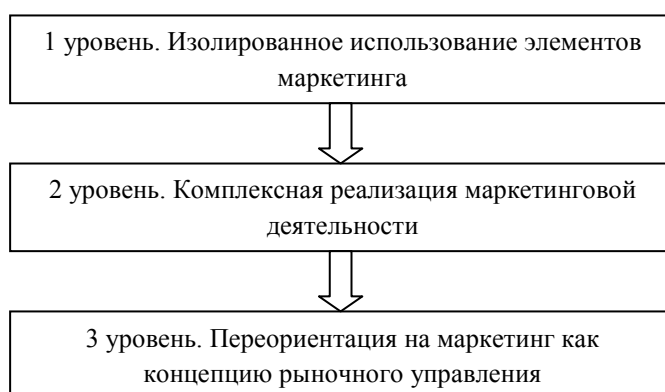 1 уровень. Изолированное использование элементов
маркетинга
2 уровень. Комплексная реализация маркетинговой
деятельности
3 уровень. Переориентация на маркетинг как
концепцию рыночного управления